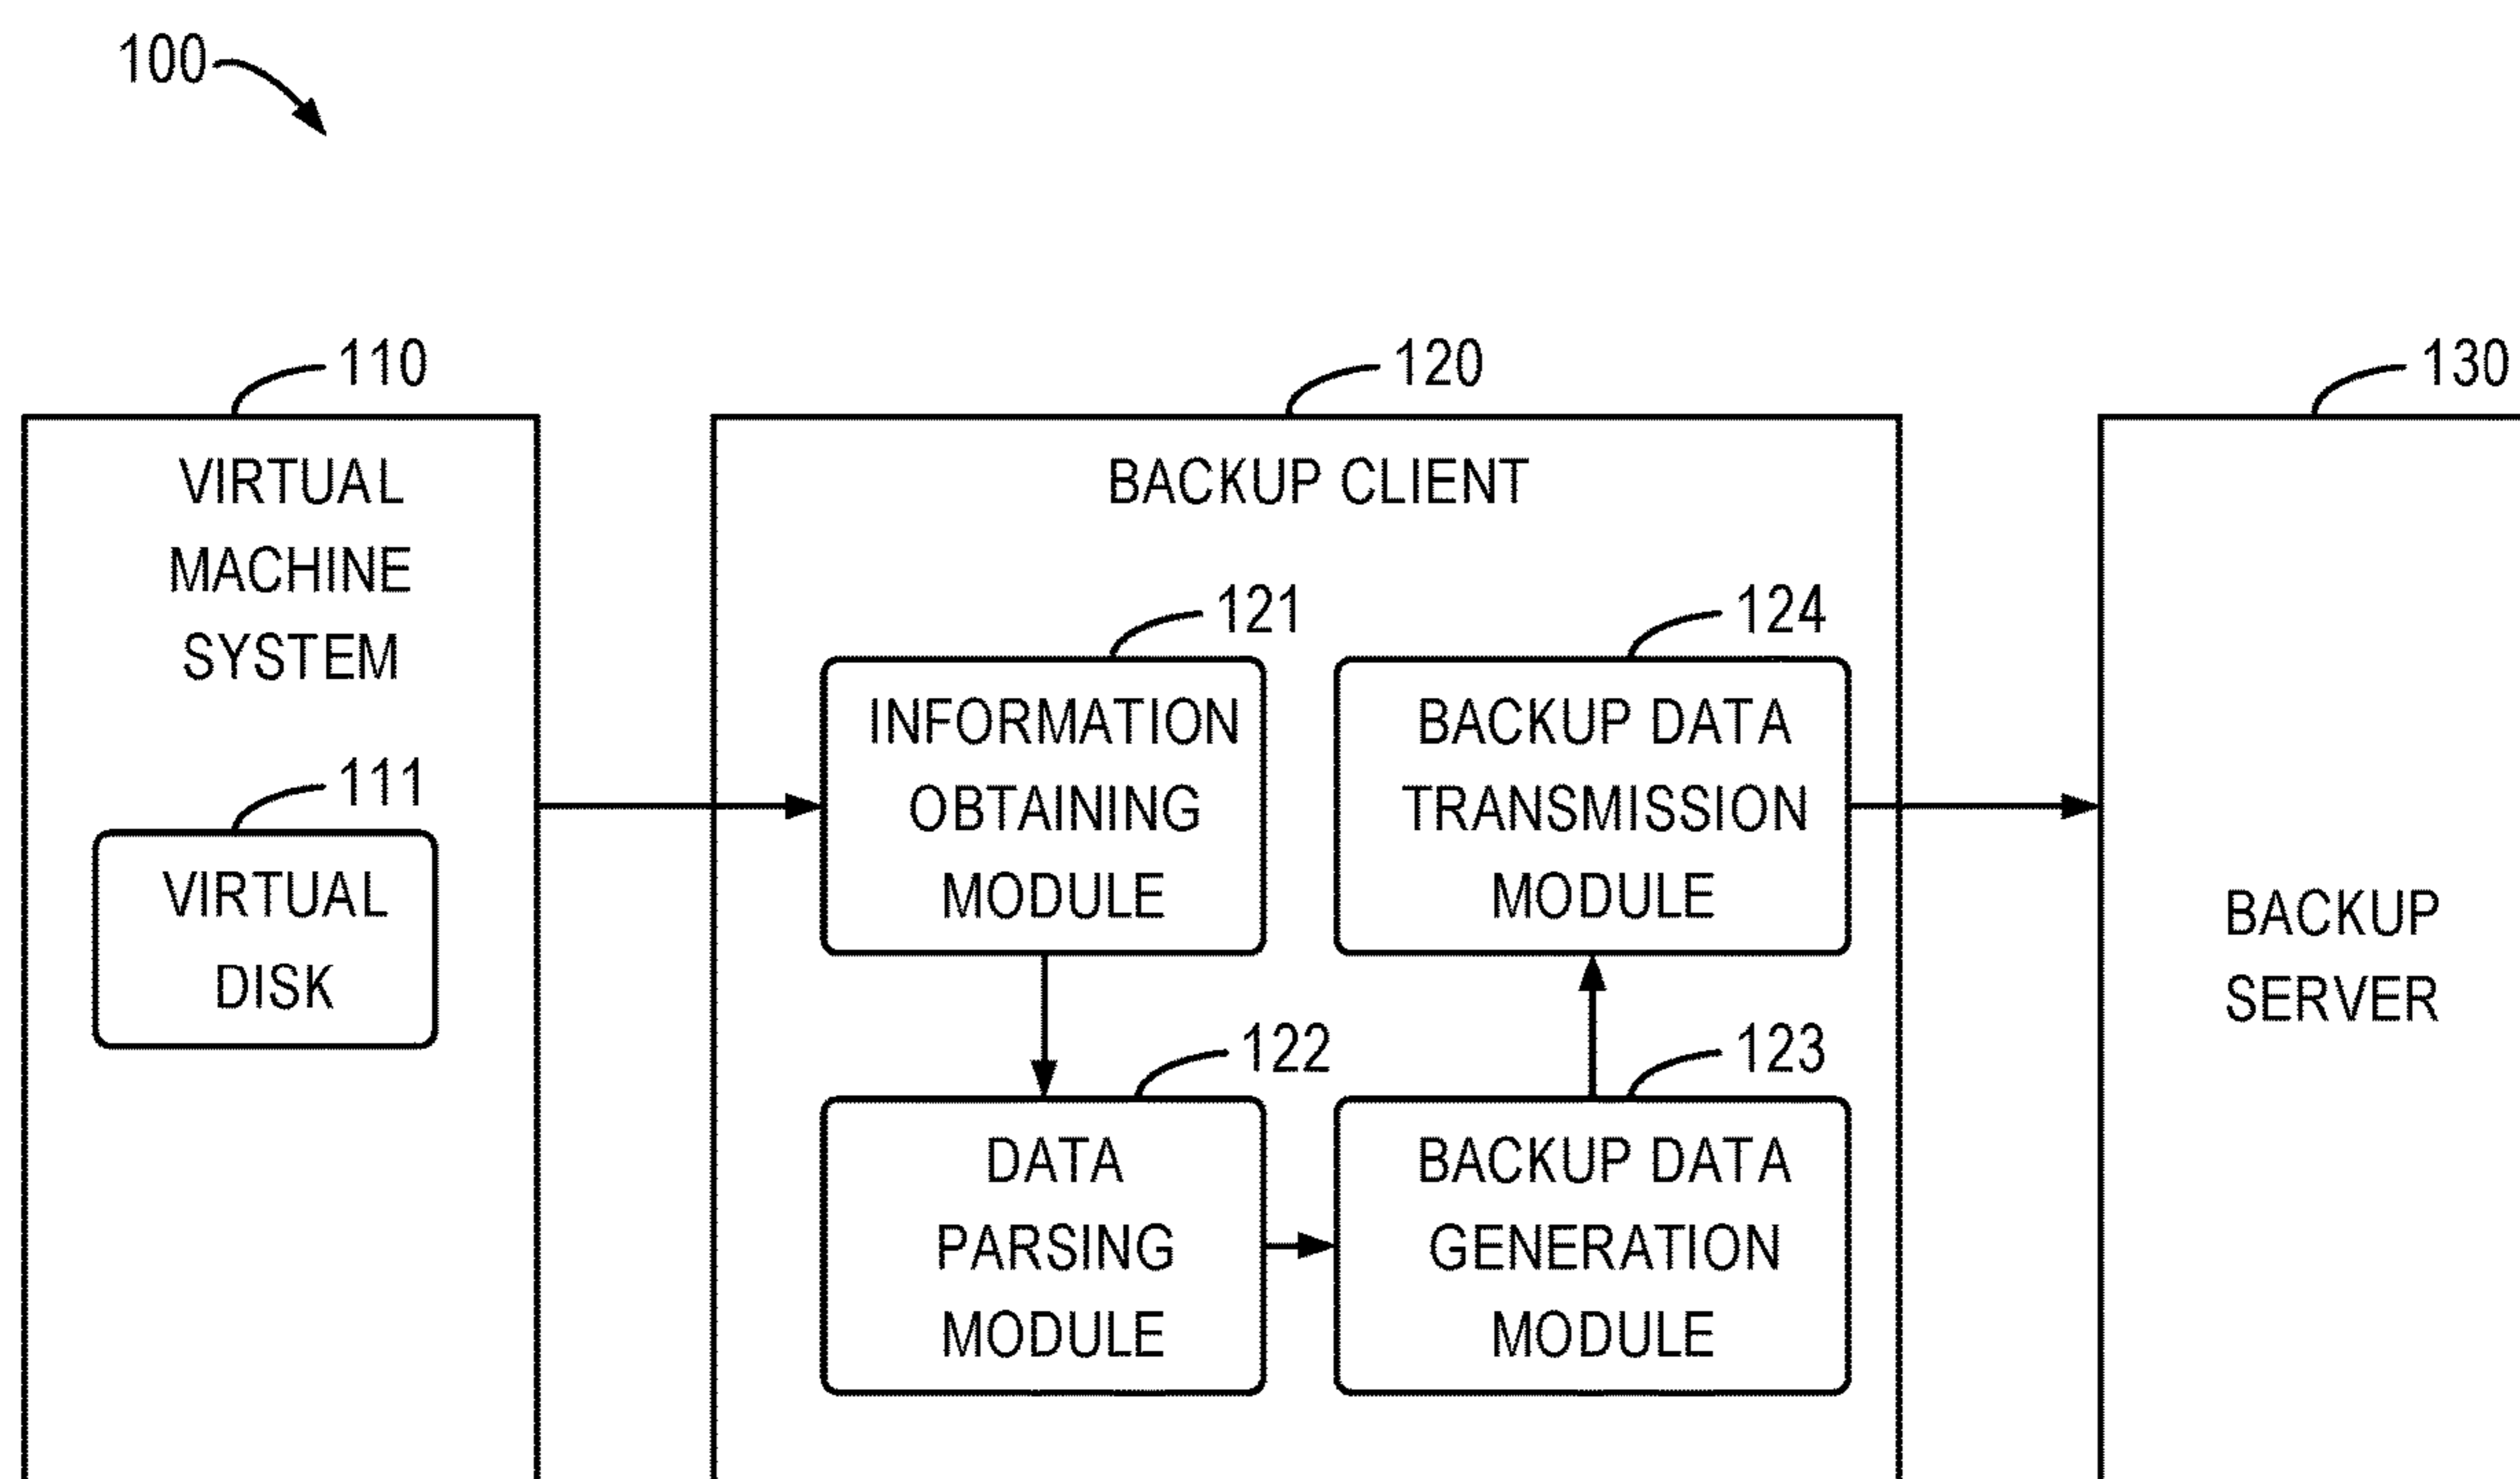 100
110
VIRTUAL
MACHINE
SYSTEM
111
VIRTUAL
DISK
120
BACKUP CLIENT
121
INFORMATION
OBTAINING
MODULE
124
BACKUP DATA
TRANSMISSION
MODULE
122
DATA
PARSING
MODULE
123
BACKUP DATA
GENERATION
MODULE
130
BACKUP
SERVER